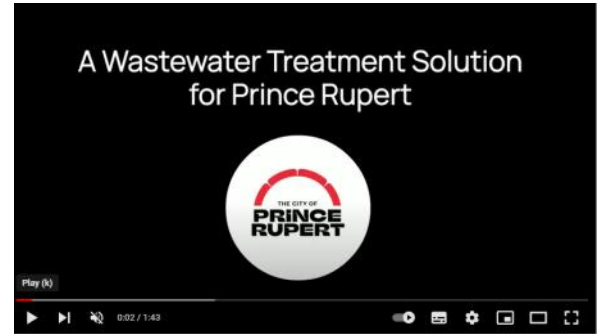 A Wastewater Treatment Solution
for Prince Rupert
THE CITY OF
PRINCE
RUPERT
Play (k)
0:02 / 1:43